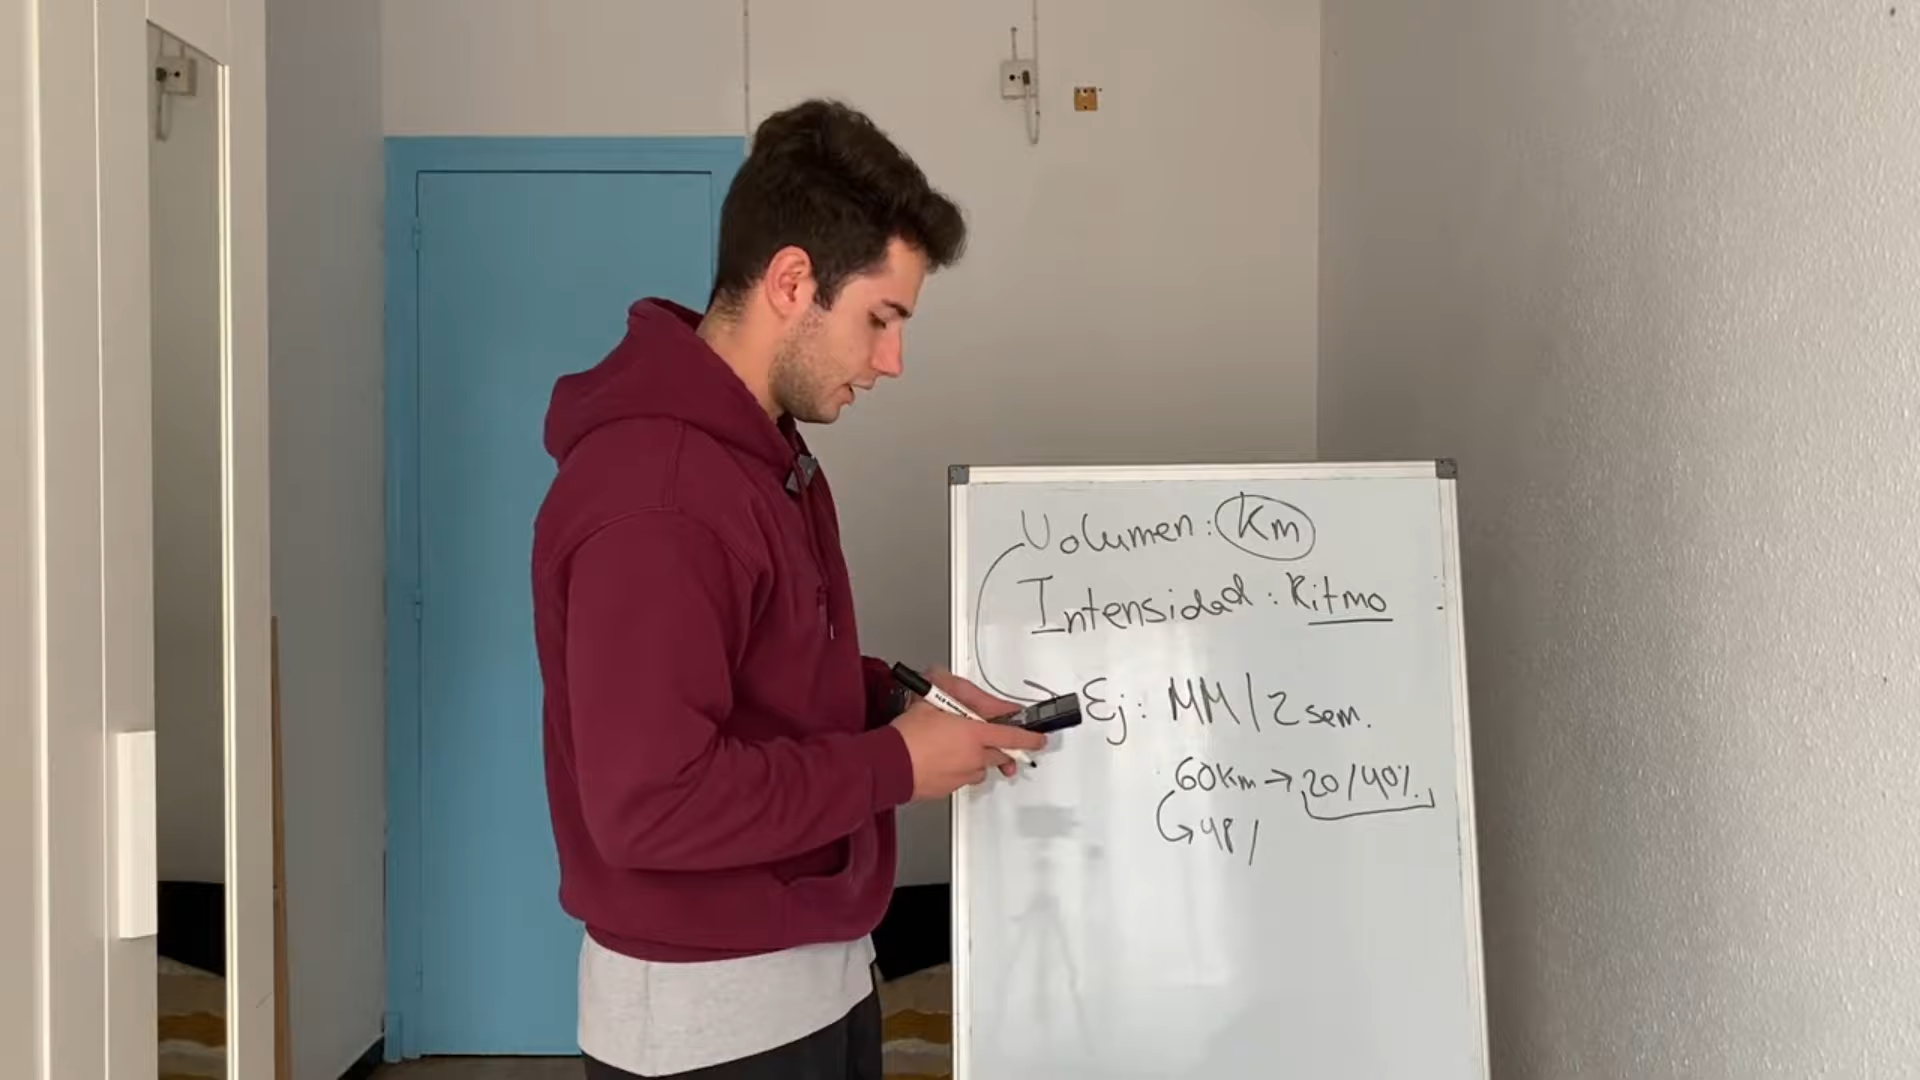 Volumen: Km
Intensidad: Ritmo
Ej: MM/2 sem.
60km → 20/40%
↳ 48/